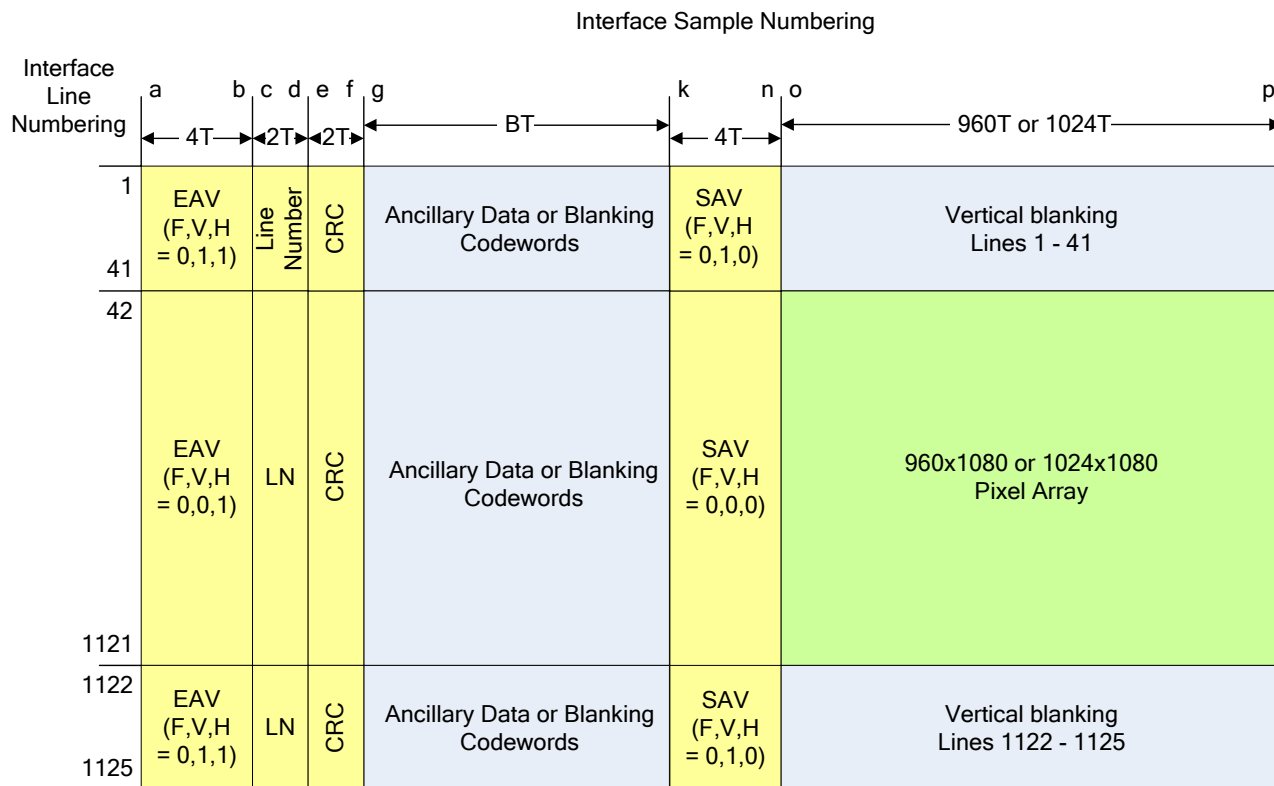 Interface Sample Numbering
Interface
Line
Numbering
a b c d e f g k n o p
4T 2T 2T BT 4T 960T or 1024T
1
41
EAV
(F,V,H
= 0,1,1)
Line
Number
CRC
Ancillary Data or Blanking
Codewords
SAV
(F,V,H
= 0,1,0)
Vertical blanking
Lines 1 - 41
42
1121
EAV
(F,V,H
= 0,0,1)
LN
CRC
Ancillary Data or Blanking
Codewords
SAV
(F,V,H
= 0,0,0)
960x1080 or 1024x1080
Pixel Array
1122
1125
EAV
(F,V,H
= 0,1,1)
LN
CRC
Ancillary Data or Blanking
Codewords
SAV
(F,V,H
= 0,1,0)
Vertical blanking
Lines 1122 - 1125